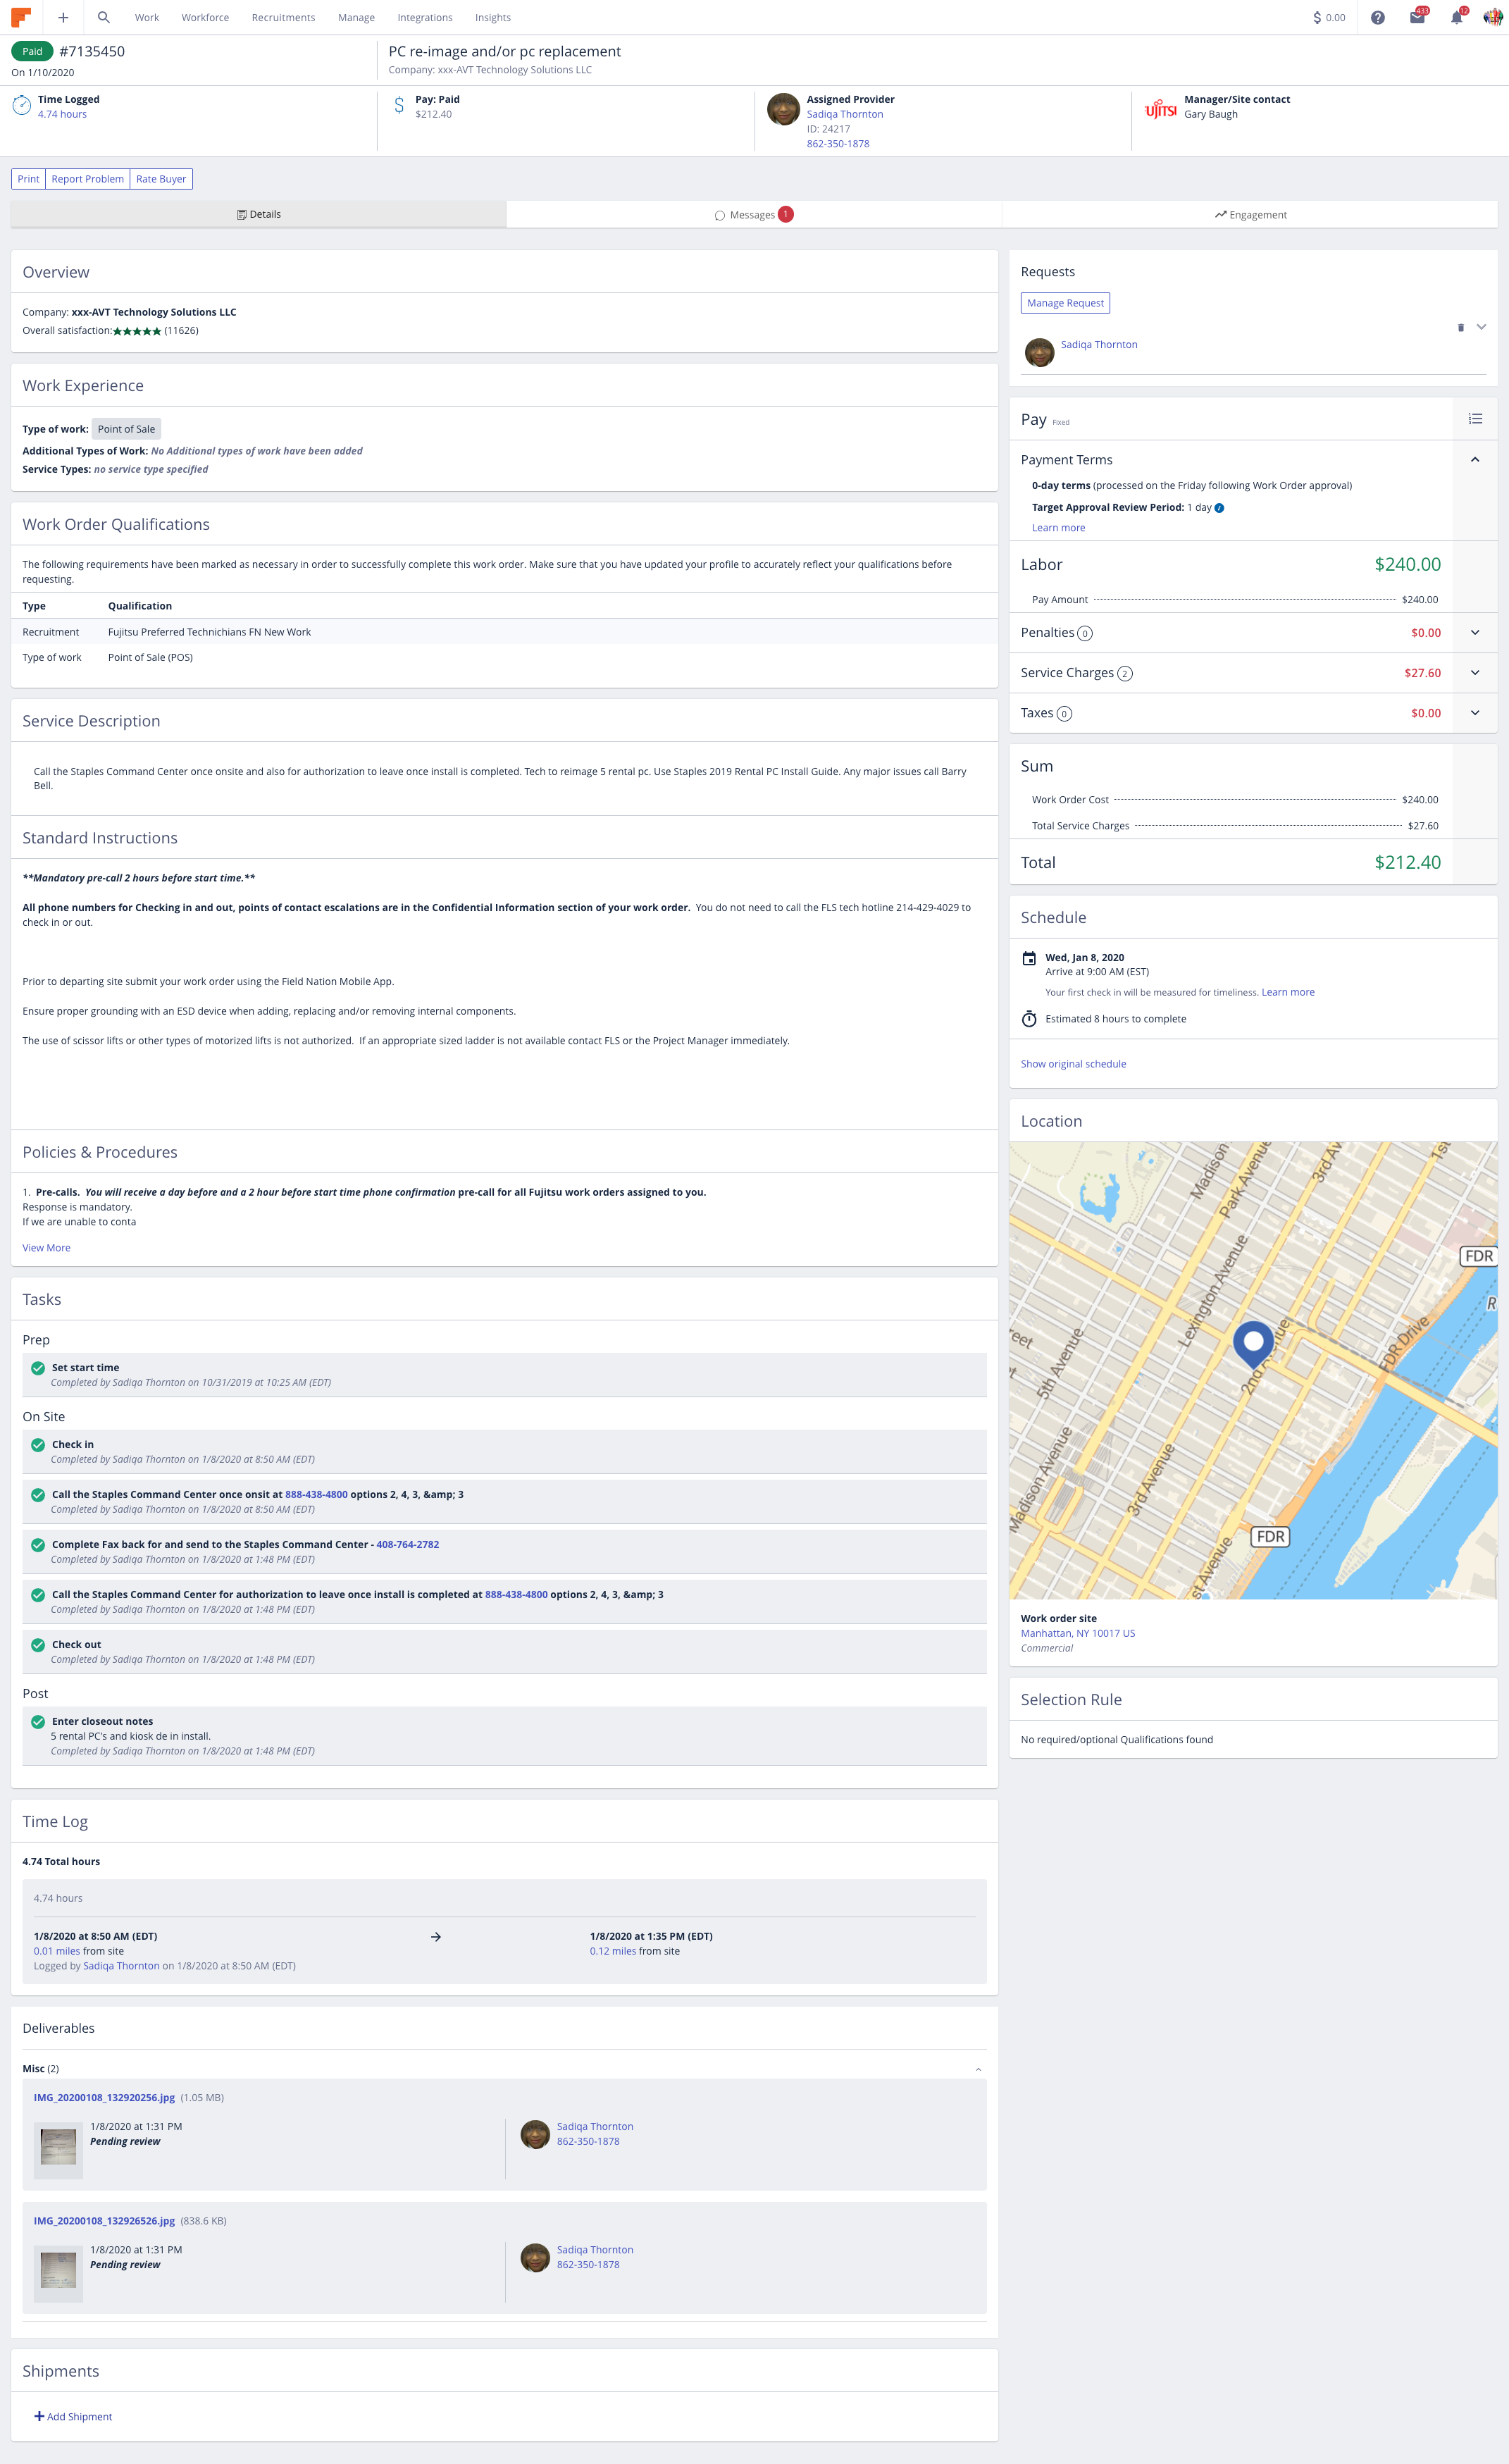 Work Workforce Recruitments Manage Integrations Insights
0.00
433
12
Paid #7135450
On 1/10/2020
PC re-image and/or pc replacement
Company: xxx-AVT Technology Solutions LLC
Time Logged
4.74 hours
Pay: Paid
$212.40
Assigned Provider
Sadiqa Thornton
ID: 24217
862-350-1878
UJITSI
Manager/Site contact
Gary Baugh
Print Report Problem Rate Buyer
Details
Messages 1
Engagement
Overview
Company: xxx-AVT Technology Solutions LLC
Overall satisfaction:★★★★★ (11626)
Work Experience
Type of work: Point of Sale
Additional Types of Work: No Additional types of work have been added
Service Types: no service type specified
Work Order Qualifications
The following requirements have been marked as necessary in order to successfully complete this work order. Make sure that you have updated your profile to accurately reflect your qualifications before
requesting.
Type Qualification
Recruitment Fujitsu Preferred Technichians FN New Work
Type of work Point of Sale (POS)
Service Description
Call the Staples Command Center once onsite and also for authorization to leave once install is completed. Tech to reimage 5 rental pc. Use Staples 2019 Rental PC Install Guide. Any major issues call Barry
Bell.
Standard Instructions
**Mandatory pre-call 2 hours before start time.**
All phone numbers for Checking in and out, points of contact escalations are in the Confidential Information section of your work order. You do not need to call the FLS tech hotline 214-429-4029 to
check in or out.
Prior to departing site submit your work order using the Field Nation Mobile App.
Ensure proper grounding with an ESD device when adding, replacing and/or removing internal components.
The use of scissor lifts or other types of motorized lifts is not authorized. If an appropriate sized ladder is not available contact FLS or the Project Manager immediately.
Policies & Procedures
1. Pre-calls. You will receive a day before and a 2 hour before start time phone confirmation pre-call for all Fujitsu work orders assigned to you.
Response is mandatory.
If we are unable to conta
View More
Tasks
Prep
Set start time
Completed by Sadiqa Thornton on 10/31/2019 at 10:25 AM (EDT)
On Site
Check in
Completed by Sadiqa Thornton on 1/8/2020 at 8:50 AM (EDT)
Call the Staples Command Center once onsit at 888-438-4800 options 2, 4, 3, &amp; 3
Completed by Sadiqa Thornton on 1/8/2020 at 8:50 AM (EDT)
Complete Fax back for and send to the Staples Command Center - 408-764-2782
Completed by Sadiqa Thornton on 1/8/2020 at 1:48 PM (EDT)
Call the Staples Command Center for authorization to leave once install is completed at 888-438-4800 options 2, 4, 3, &amp; 3
Completed by Sadiqa Thornton on 1/8/2020 at 1:48 PM (EDT)
Check out
Completed by Sadiqa Thornton on 1/8/2020 at 1:48 PM (EDT)
Post
Enter closeout notes
5 rental PC's and kiosk de in install.
Completed by Sadiqa Thornton on 1/8/2020 at 1:48 PM (EDT)
Time Log
4.74 Total hours
4.74 hours
1/8/2020 at 8:50 AM (EDT) → 1/8/2020 at 1:35 PM (EDT)
0.01 miles from site 0.12 miles from site
Logged by Sadiqa Thornton on 1/8/2020 at 8:50 AM (EDT)
Deliverables
Misc (2)
IMG_20200108_132920256.jpg (1.05 MB)
1/8/2020 at 1:31 PM
Pending review
Sadiqa Thornton
862-350-1878
IMG_20200108_132926526.jpg (838.6 KB)
1/8/2020 at 1:31 PM
Pending review
Sadiqa Thornton
862-350-1878
Shipments
Add Shipment
Requests
Manage Request
Sadiqa Thornton
Pay Fixed
Payment Terms
0-day terms (processed on the Friday following Work Order approval)
Target Approval Review Period: 1 day
Learn more
Labor $240.00
Pay Amount $240.00
Penalties 0 $0.00
Service Charges 2 $27.60
Taxes 0 $0.00
Sum
Work Order Cost $240.00
Total Service Charges $27.60
Total $212.40
Schedule
Wed, Jan 8, 2020
Arrive at 9:00 AM (EST)
Your first check in will be measured for timeliness. Learn more
Estimated 8 hours to complete
Show original schedule
Location
Madison
Park Avenue
3rd Av
1st
FDR
R
Lexington Avenue
reet
5th Avenue
2nd Avenue
FDR Drive
Madison Avenue
3rd Avenue
FDR
st Avenue
Work order site
Manhattan, NY 10017 US
Commercial
Selection Rule
No required/optional Qualifications found